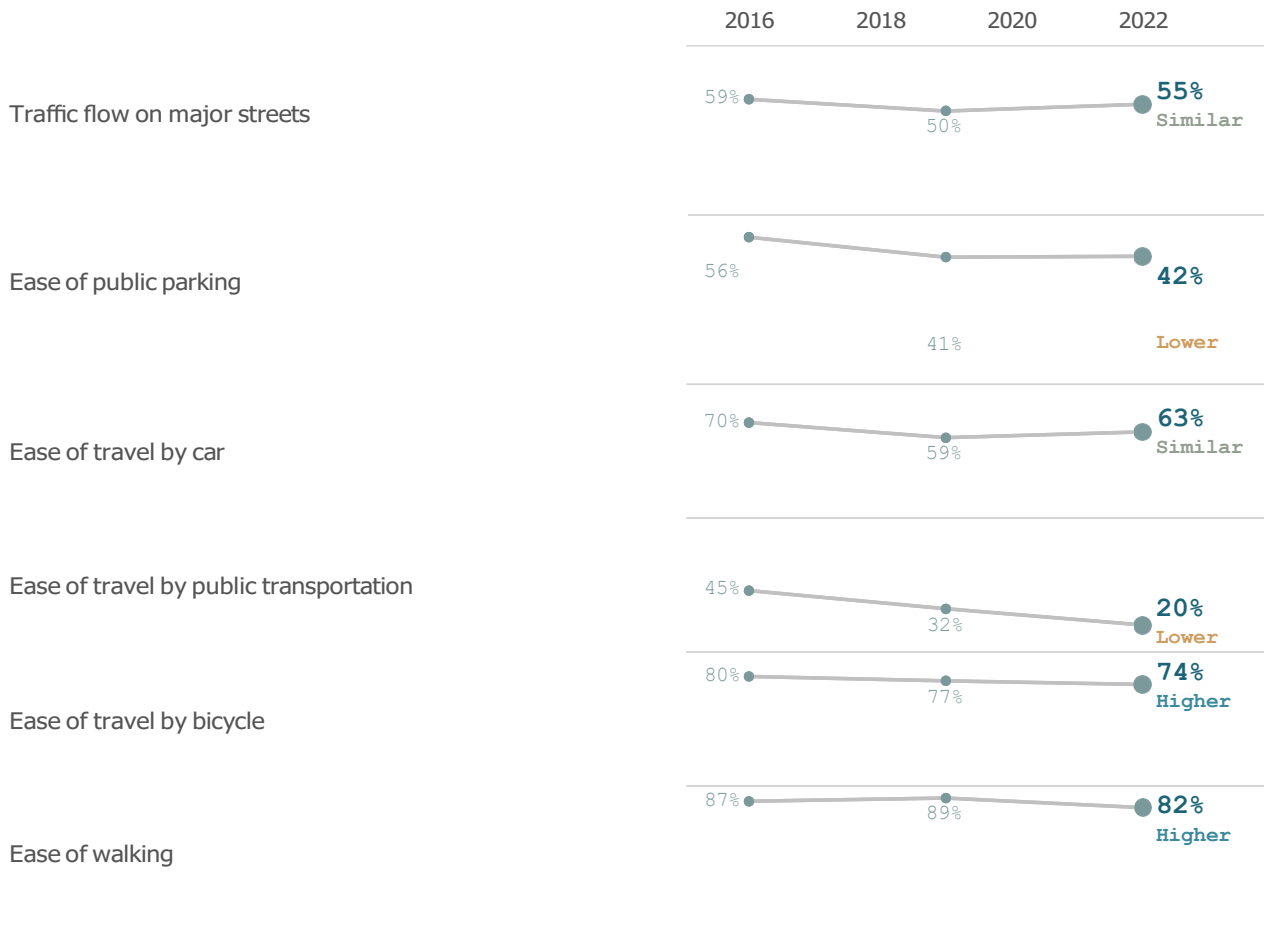 2016 2018 2020 2022
59% 55%
Traffic flow on major streets
50% Similar
56% 42%
Ease of public parking
41% Lower
70% 63%
Ease of travel by car
59% Similar
Ease of travel by public transportation
45% 20%
32% Lower
80% 74%
77% Higher
Ease of travel by bicycle
87% 82%
89% Higher
Ease of walking